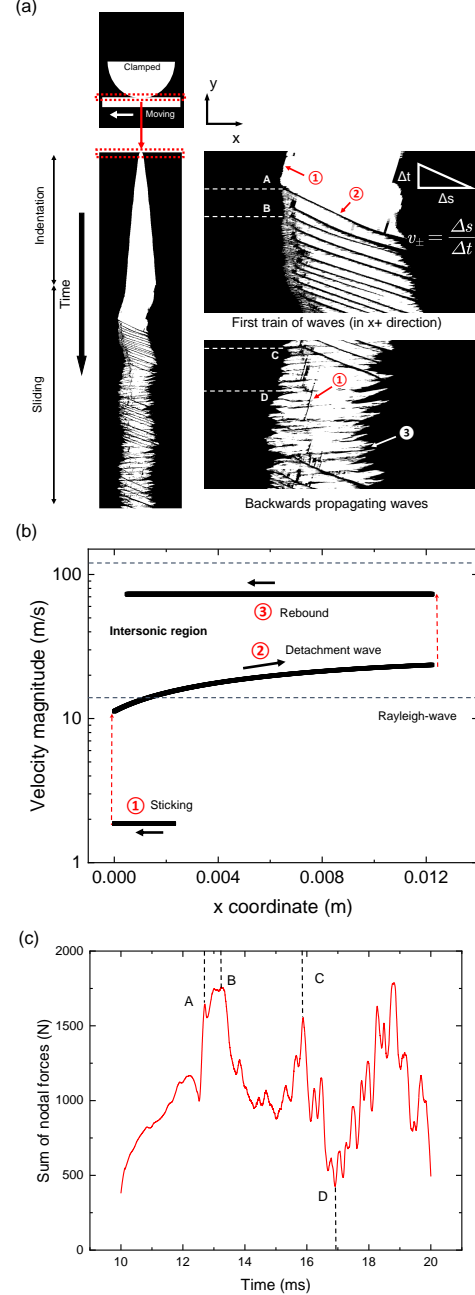 (a)
Clamped
Moving
y
x
Indentation
Time
Sliding
A
①
②
B
Δt
Δs
v± = Δs/Δt
First train of waves (in x+ direction)
C
D
①
③
Backwards propagating waves
(b)
100
③ Rebound
Intersonic region
② Detachment wave
10
Rayleigh-wave
① Sticking
1
Velocity magnitude (m/s)
0.000 0.004 0.008 0.012
x coordinate (m)
(c)
2000
A
B
C
1500
1000
500
D
0
Sum of nodal forces (N)
10 12 14 16 18 20
Time (ms)